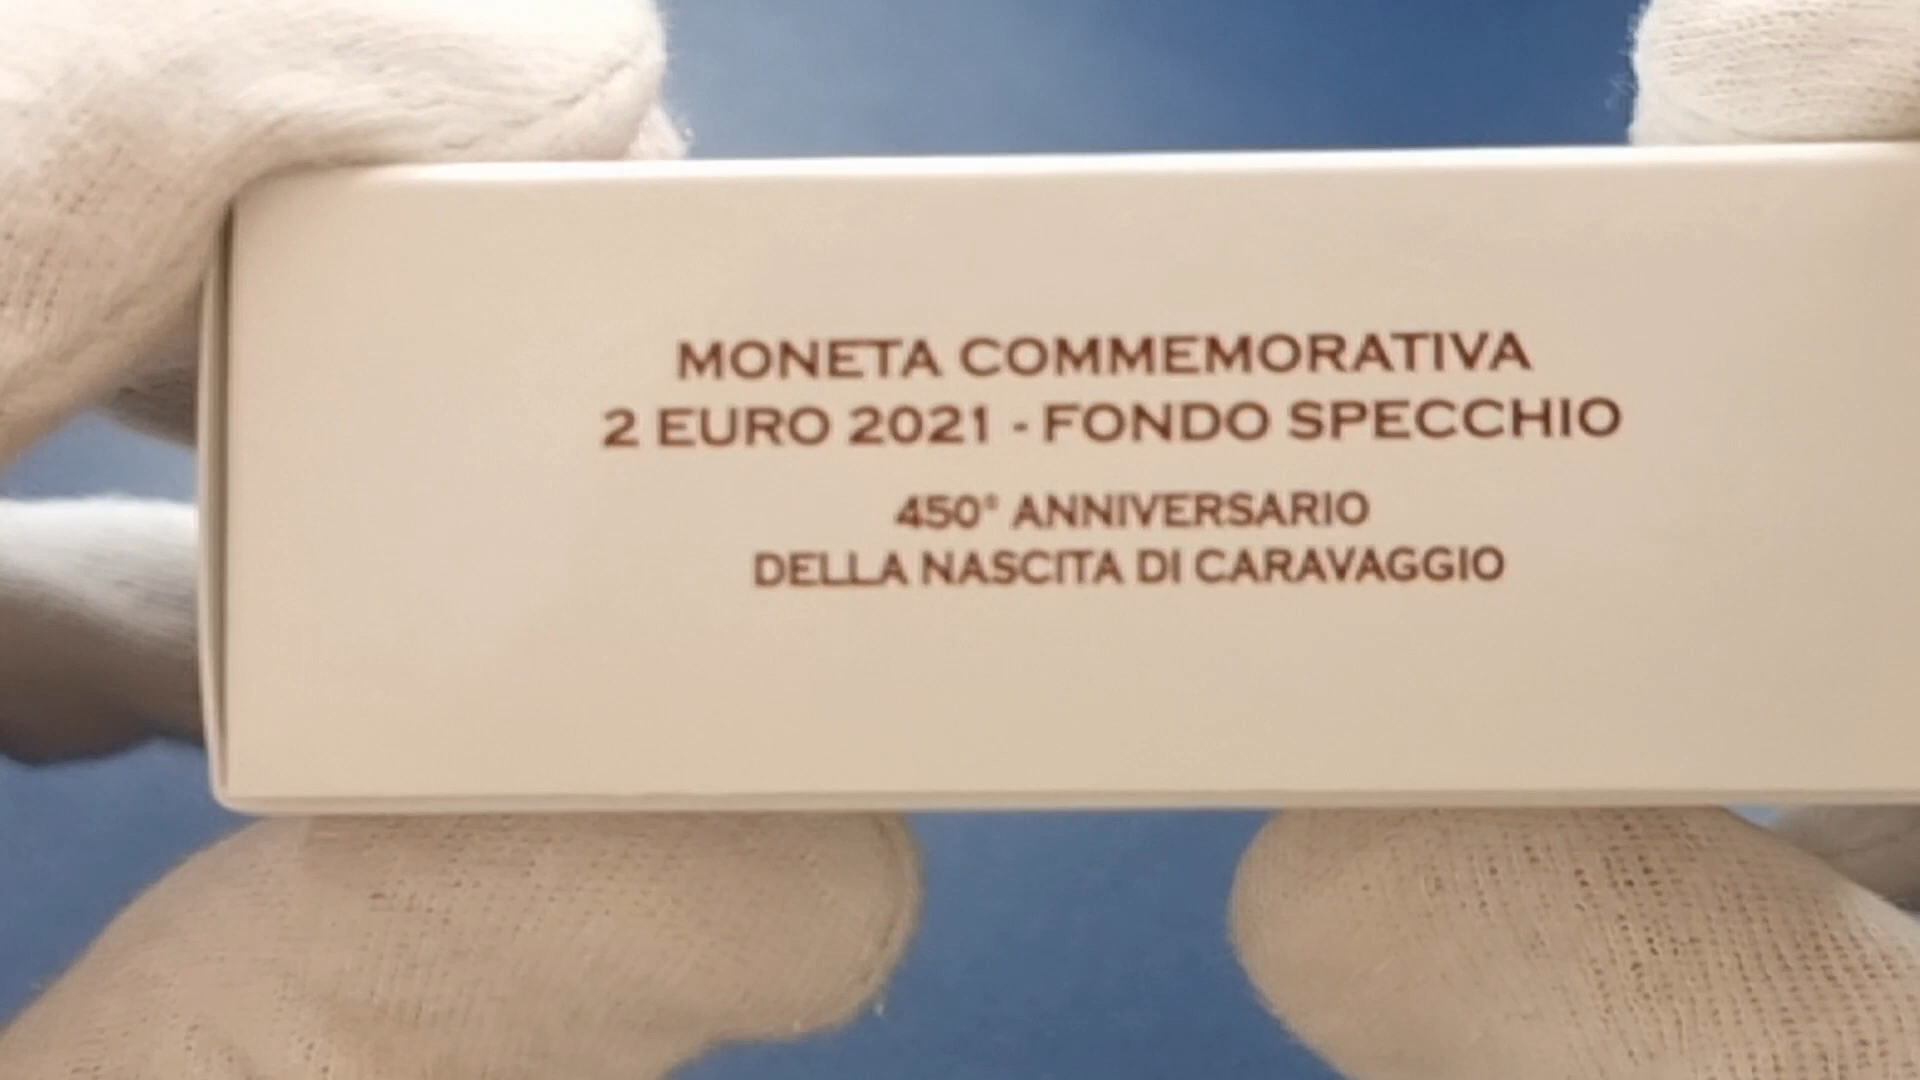 MONETA COMMEMORATIVA
2 EURO 2021 - FONDO SPECCHIO
450° ANNIVERSARIO
DELLA NASCITA DI CARAVAGGIO